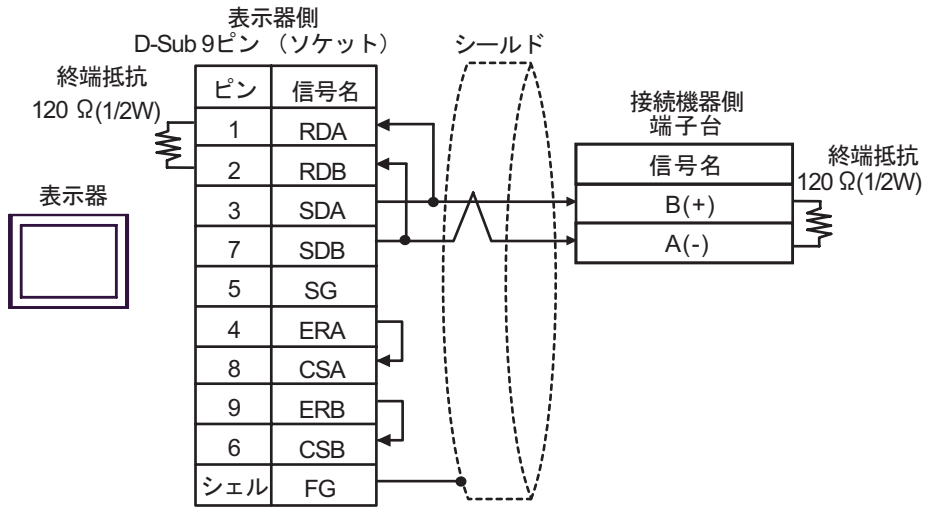 表示器側
D-Sub 9ピン （ソケット）
シールド
終端抵抗
120 Ω(1/2W)
ピン 信号名
1 RDA
2 RDB
3 SDA
7 SDB
5 SG
4 ERA
8 CSA
9 ERB
6 CSB
シェル FG
表示器
接続機器側
端子台
信号名
B(+)
A(-)
終端抵抗
120 Ω(1/2W)